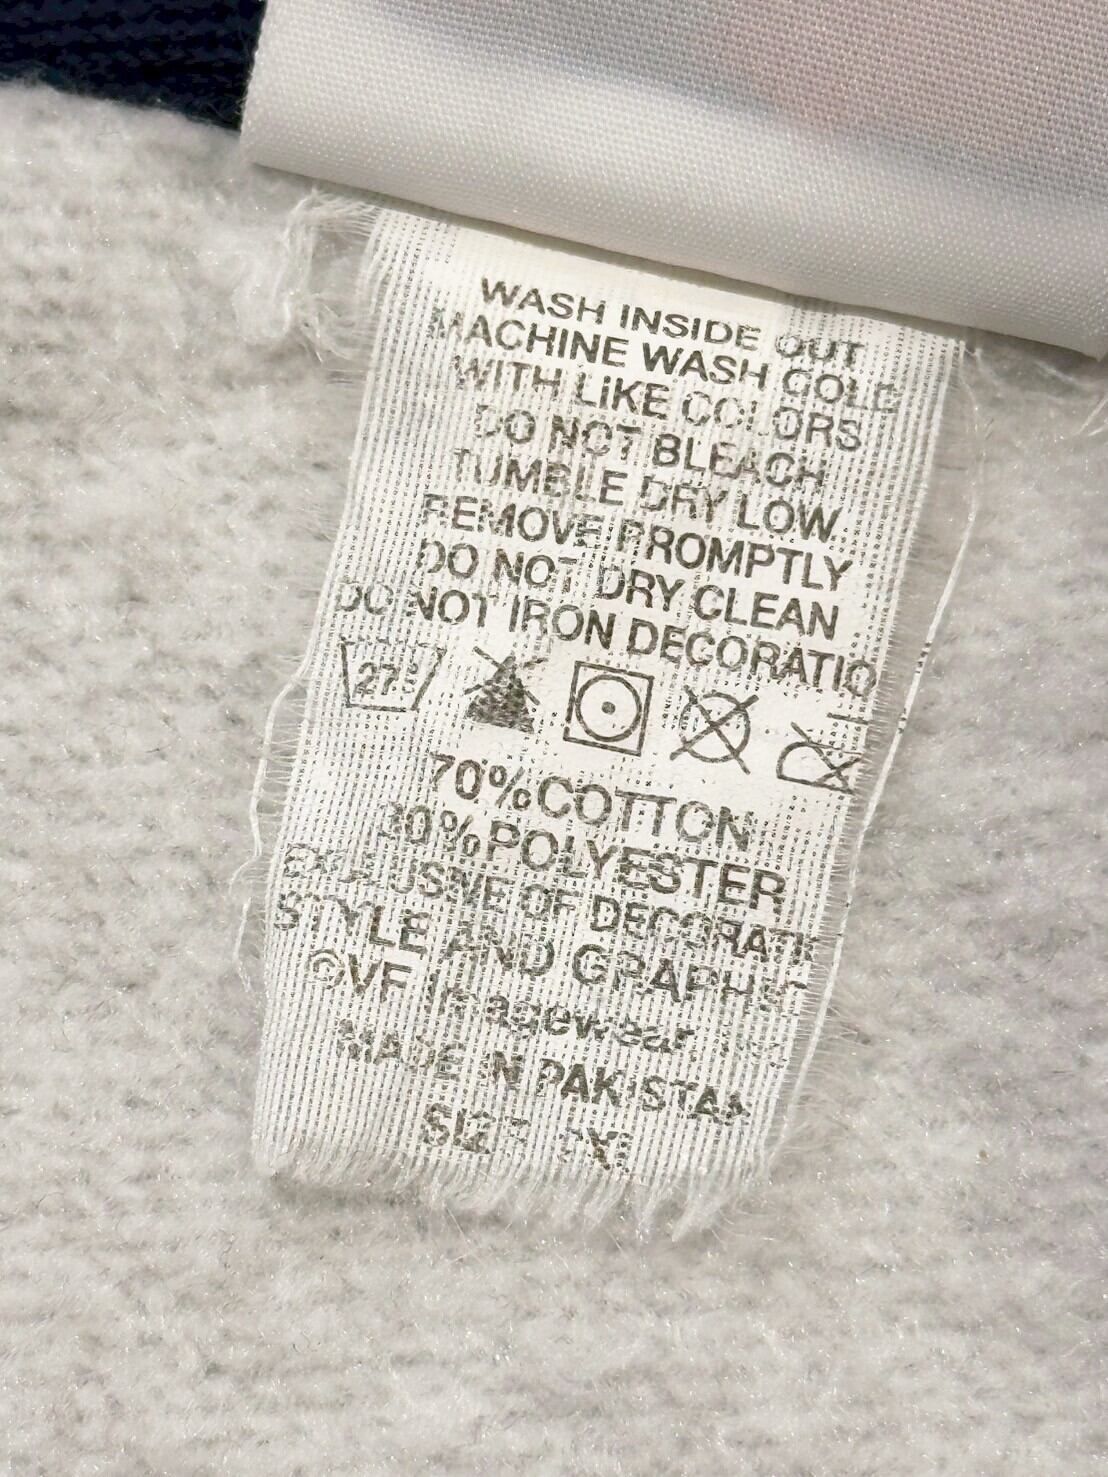 WASH INSIDE OUT
MACHINE WASH COLD
WITH LIKE COLORS
DO NOT BLEACH
TUMBLE DRY LOW
REMOVE PROMPTLY
DO NOT DRY CLEAN
DO NOT IRON DECORATIO
27
70% COTTON
30% POLYESTER
EXCLUSIVE OF DECORATI
STYLE AND GRAPHIC
©VF Imagewear,
MADE IN PAKISTAN
SIZE